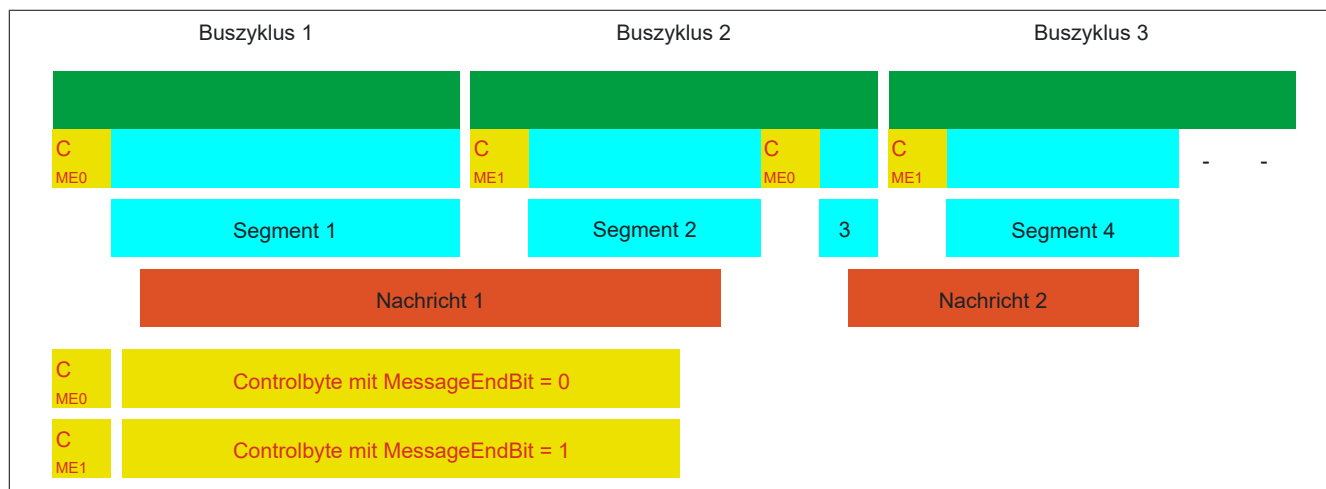 Buszyklus 1 Buszyklus 2 Buszyklus 3
C C C C
ME0 ME1 ME0 ME1 - -
Segment 1 Segment 2 3 Segment 4
Nachricht 1 Nachricht 2
C
ME0 Controlbyte mit MessageEndBit = 0
C
ME1 Controlbyte mit MessageEndBit = 1